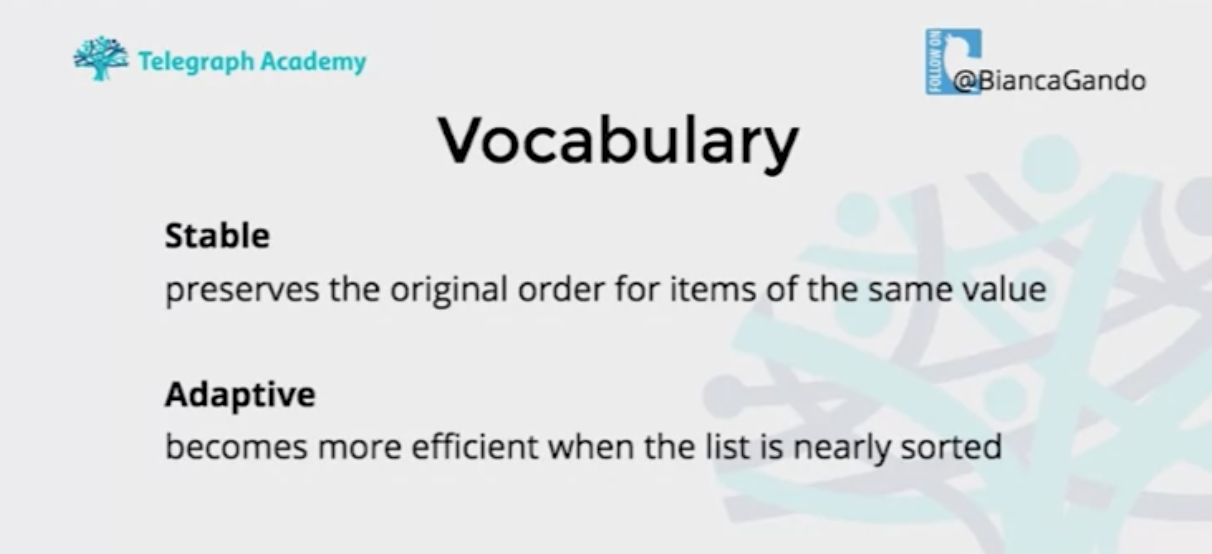 Telegraph Academy
FOLLOW ON
@BiancaGando
Vocabulary
Stable
preserves the original order for items of the same value
Adaptive
becomes more efficient when the list is nearly sorted